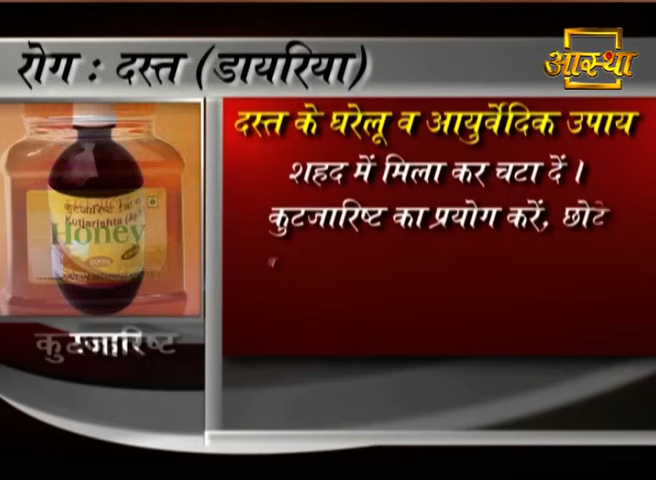 रोग : दस्त (डायरिया)
आस्था
दस्त के घरेलू व आयुर्वेदिक उपाय
शहद में मिला कर चटा दें ।
कुटजारिष्ट का प्रयोग करें, छोटे
Honey
कुटजारिष्ट